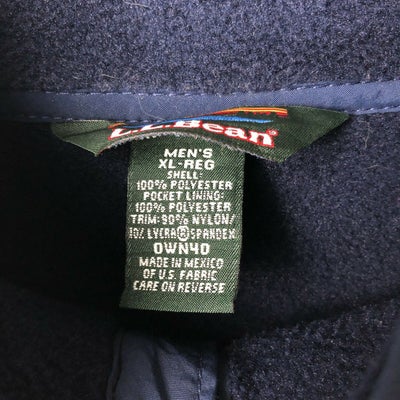 L.L.Bean®
MEN'S
XL-REG
SHELL:
100% POLYESTER
POCKET LINING:
100% POLYESTER
TRIM: 90% NYLON/
10% LYCRA® SPANDEX
OWN40
MADE IN MEXICO
OF U.S. FABRIC
CARE ON REVERSE